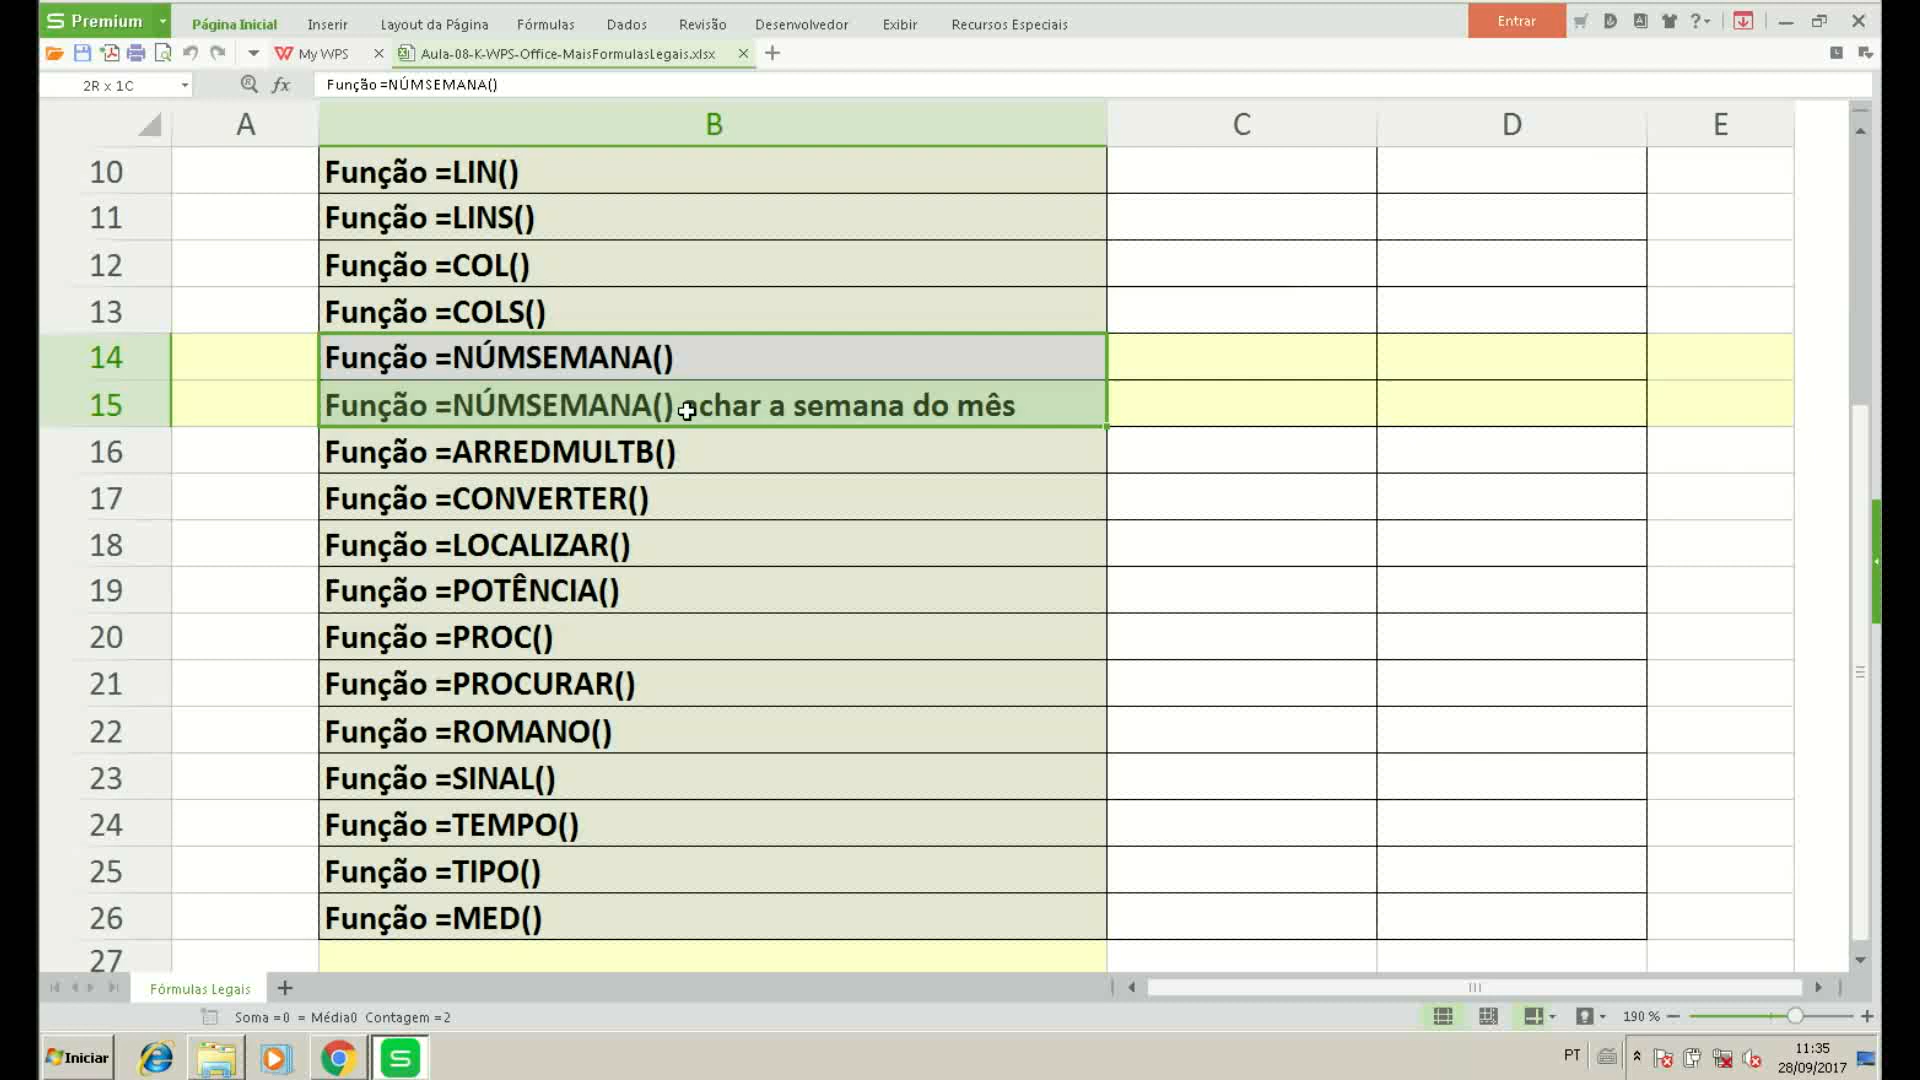 Premium
Página Inicial Inserir Layout da Página Fórmulas Dados Revisão Desenvolvedor Exibir Recursos Especiais Entrar
My WPS Aula-08-K-WPS-Office-MaisFormulasLegais.xlsx
2R x 1C fx Função =NÚMSEMANA()
A B C D E
10 Função =LIN()
11 Função =LINS()
12 Função =COL()
13 Função =COLS()
14 Função =NÚMSEMANA()
15 Função =NÚMSEMANA() achar a semana do mês
16 Função =ARREDMULTB()
17 Função =CONVERTER()
18 Função =LOCALIZAR()
19 Função =POTÊNCIA()
20 Função =PROC()
21 Função =PROCURAR()
22 Função =ROMANO()
23 Função =SINAL()
24 Função =TEMPO()
25 Função =TIPO()
26 Função =MED()
27
Fórmulas Legais
Soma =0 = Média0 Contagem =2 190 %
Iniciar PT 11:35
28/09/2017